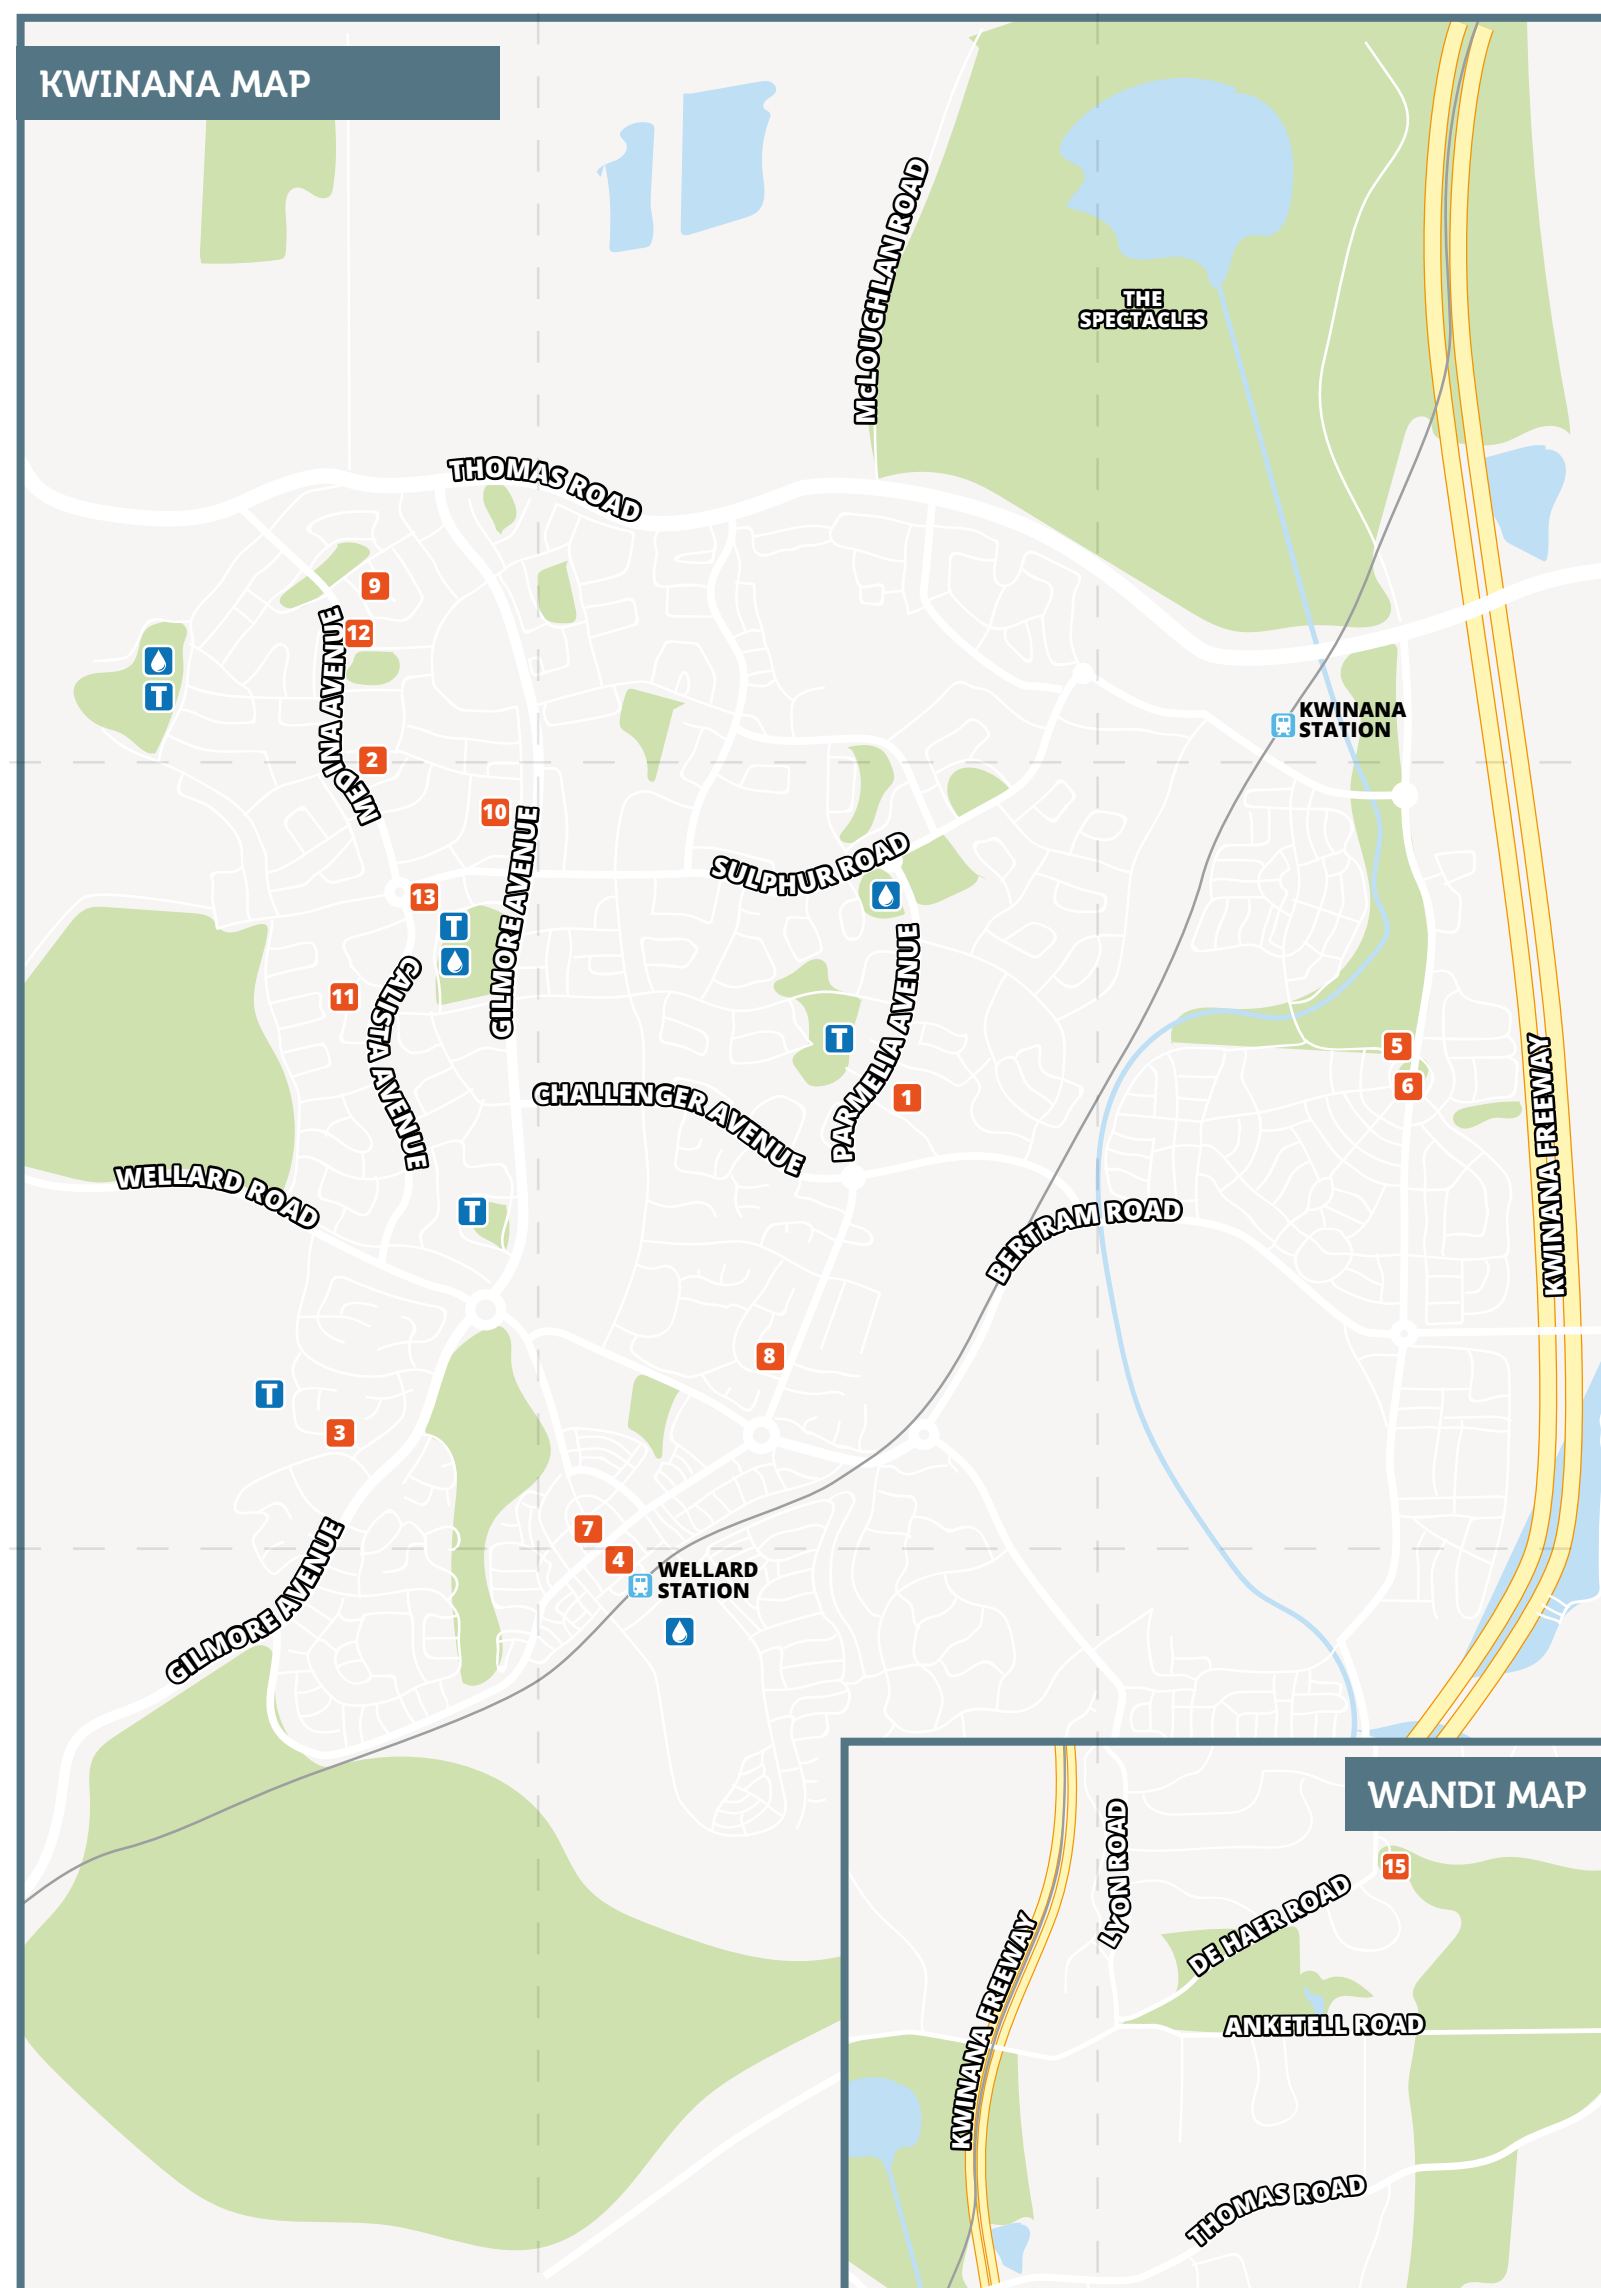 KWINANA MAP
McLOUGHLAN ROAD
THE
SPECTACLES
THOMAS ROAD
9
12
MEDINA AVENUE
T
2
KWINANA
STATION
10
GILMORE AVENUE
SULPHUR ROAD
13
T
CALLISTA AVENUE
11
PARMELIA AVENUE
T
5
6
1
KWINANA FREEWAY
CHALLENGER AVENUE
WELLARD ROAD
T
BERTRAM ROAD
8
T
3
7
4
WELLARD
STATION
GILMORE AVENUE
WANDI MAP
15
LYON ROAD
DE HAER ROAD
KWINANA FREEWAY
ANKETELL ROAD
THOMAS ROAD